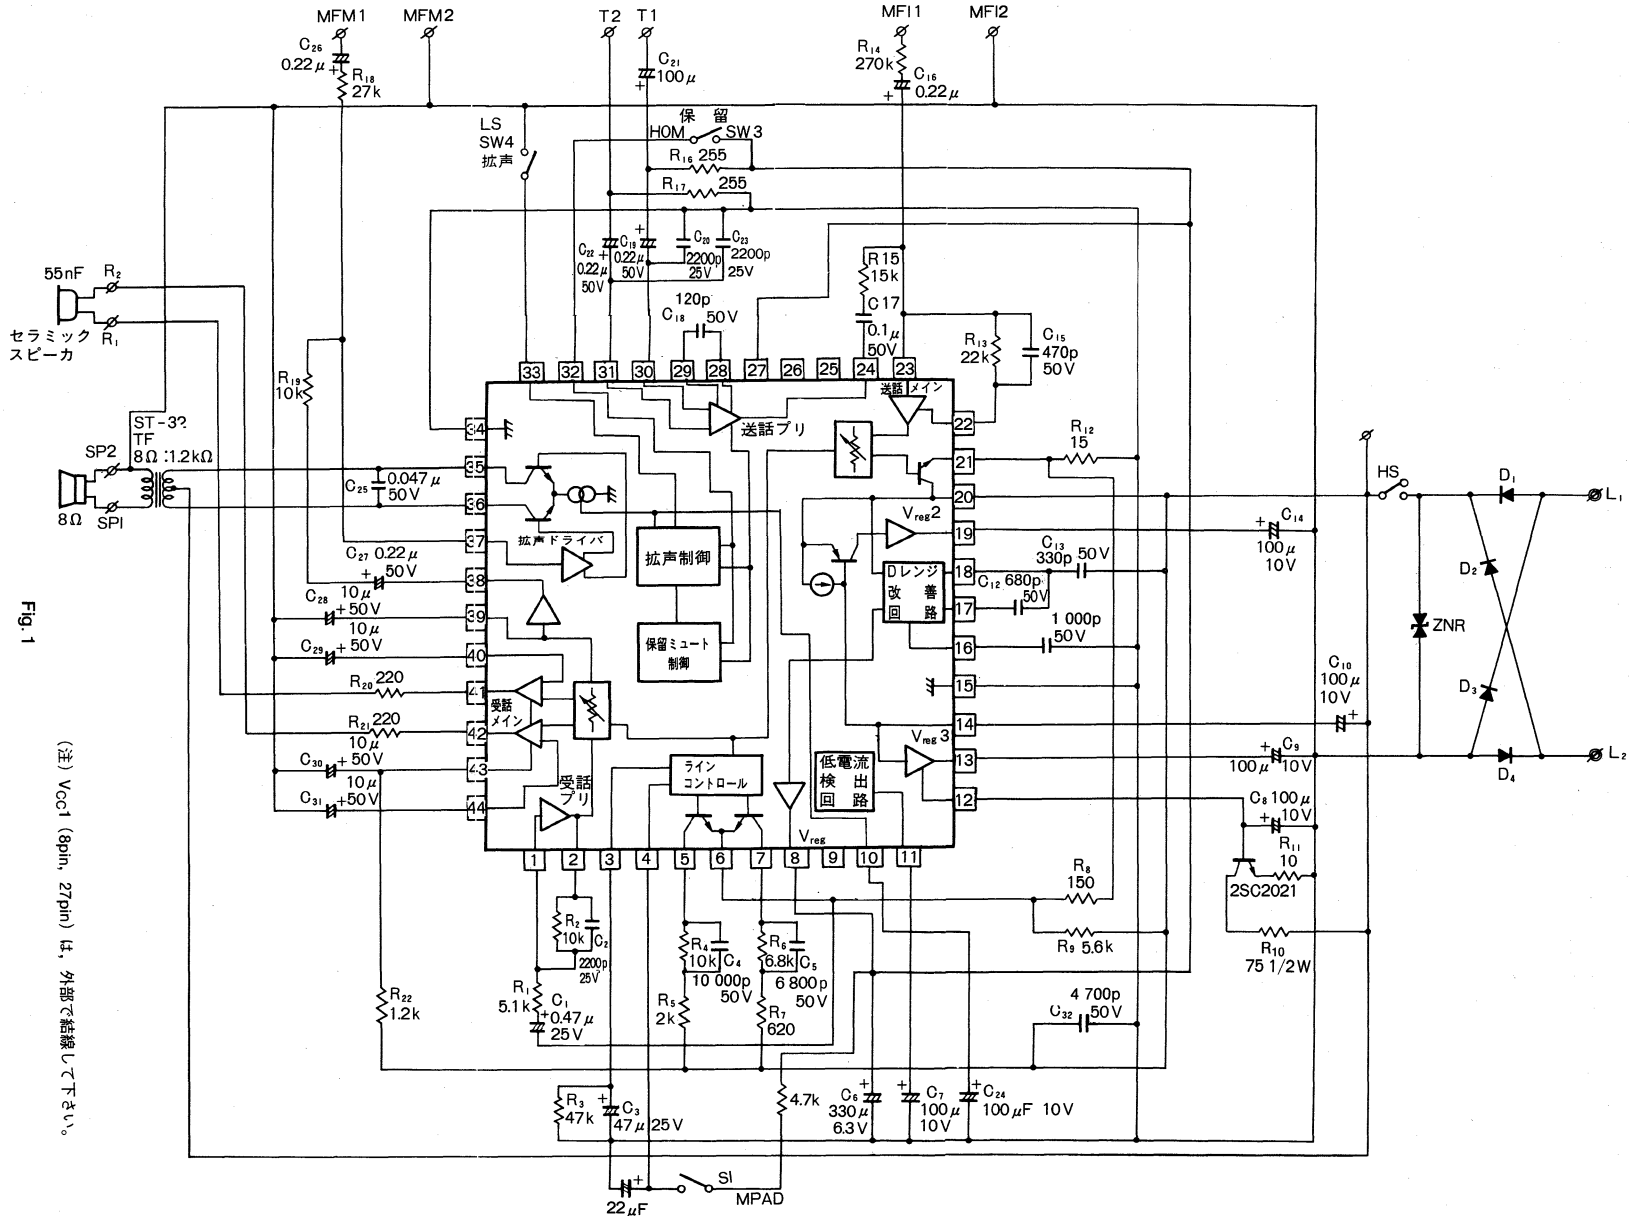 MFM1
MFM2
T2
T1
MFI1
MFI2
C26
0.22μ
+
R18
27k
C21
100μ
+
R14
270k
C16
0.22μ
+
LS
SW4
拡声
保 留
HOM
SW3
R16 255
R17 255
C22
0.22μ
50V
+
C19
0.22μ
50V
+
C20
2200p
25V
C23
2200p
25V
120p
C18
50V
R15
15k
C17
0.1μ
50V
R13
22k
C15
470p
50V
55nF
R2
R1
セラミック
スピーカ
R19
10k
ST-32
TF
8Ω:1.2kΩ
SP2
SP1
8Ω
0.047μ
C25
50V
33
32
31
30
29
28
27
26
25
24
23
34
35
36
37
38
39
40
41
42
43
44
22
21
20
19
18
17
16
15
14
13
12
1
2
3
4
5
6
7
8
9
10
11
送話メイン
送話プリ
拡声ドライバ
拡声制御
保留ミュート
制御
Vreg2
Dレンジ
改 善
回 路
受話
メイン
受話
プリ
ライン
コントロール
Vreg3
低電流
検 出
回 路
Vreg
C27 0.22μ
50V
+
10μ
C28
+50V
10μ
C29
+50V
R20 220
R21 220
10μ
C30
+50V
10μ
C31
+50V
R12
15
C14
+
100μ
10V
C13
330p 50V
C12 680p
50V
1 000p
50V
C10
100μ
10V
+
C9
+
100μ
10V
C8 100μ
+
10V
R11
10
2SC2021
R10
75 1/2W
HS
D1
D2
D3
D4
ZNR
L1
L2
R8
150
R9 5.6k
R2
10k
C2
2200p
25V
R1
5.1k
C1
+0.47μ
25V
R4
10k
C4
10 000p
50V
R5
2k
R6
6.8k
C5
6 800p
50V
R7
620
R22
1.2k
4 700p
C32
50V
R3
47k
+
C3
47μ 25V
4.7k
+
C6
330μ
6.3V
+
C7
100μ
10V
+
C24
100μF 10V
22μF
+
S1
MPAD
Fig. 1
(注) Vcc1 (8pin, 27pin) は, 外部で結線して下さい。